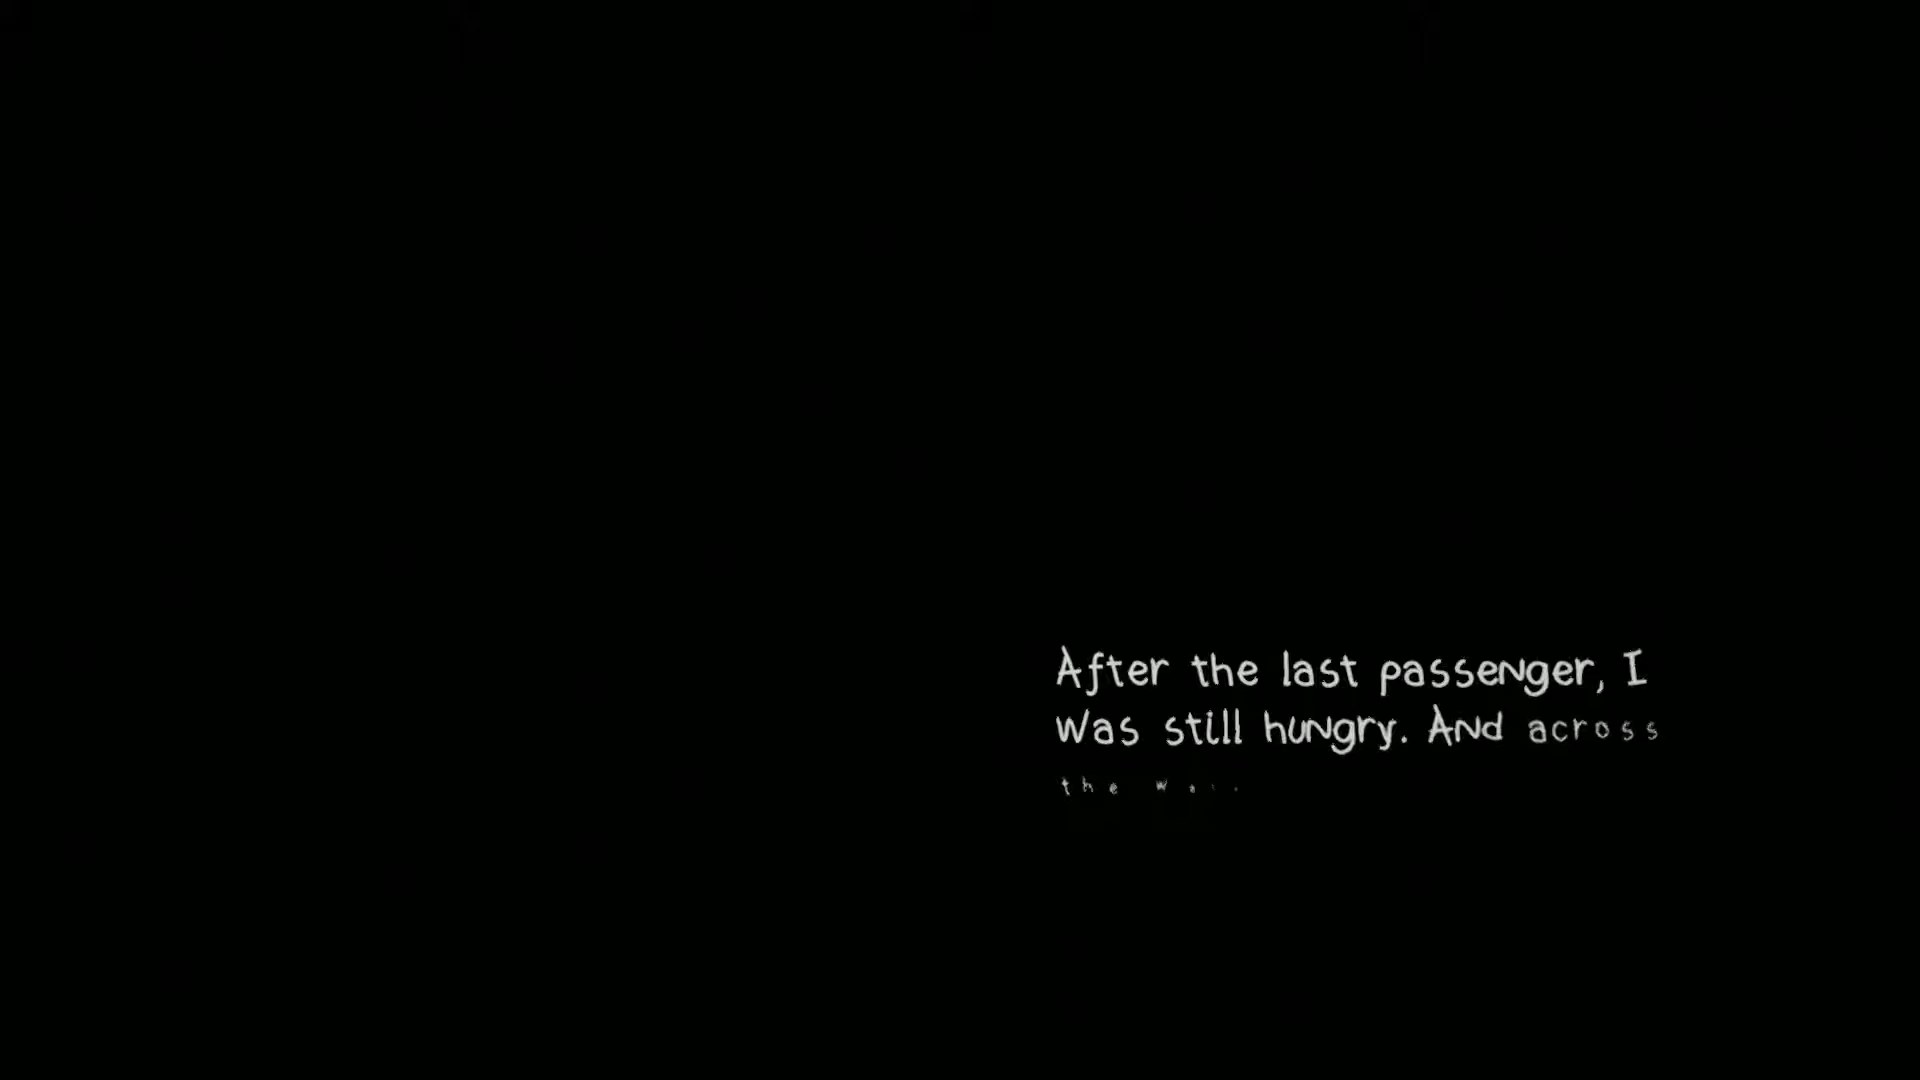 After the last passenger, I
was still hungry. And across
the